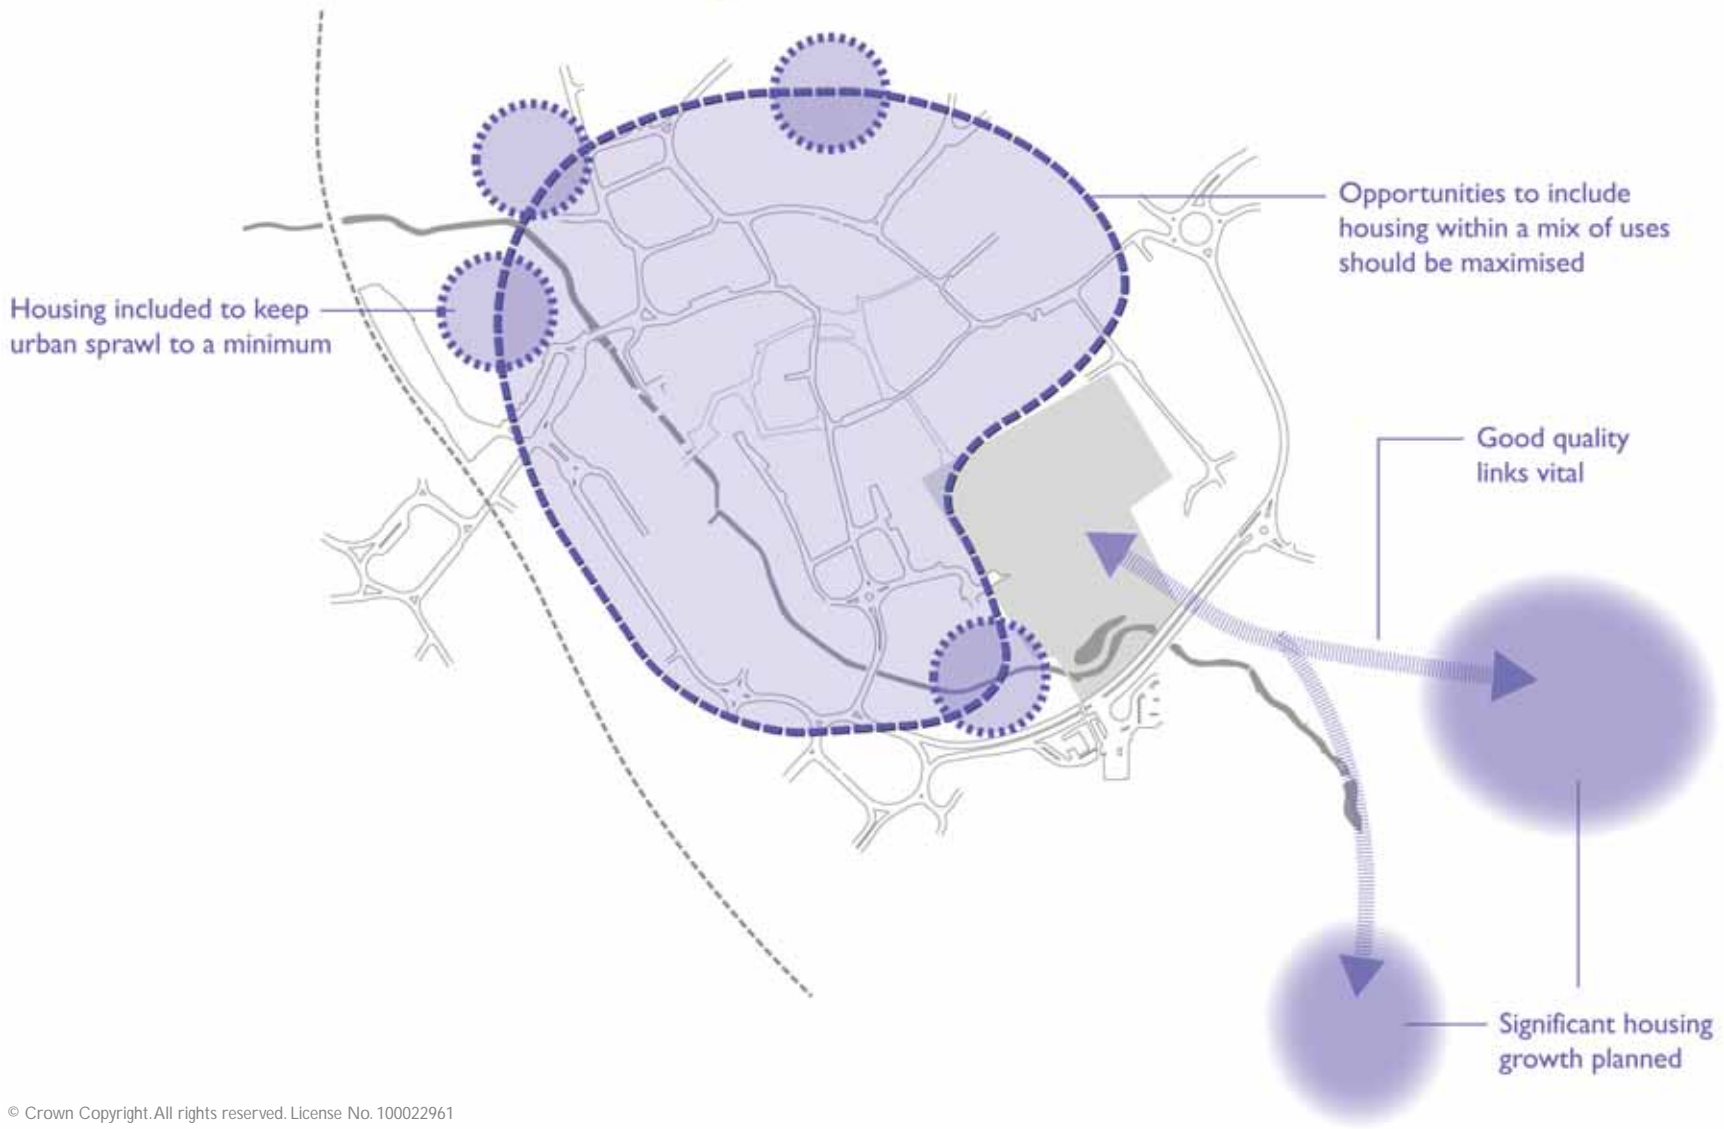 Opportunities to include
housing within a mix of uses
should be maximised
Housing included to keep
urban sprawl to a minimum
Good quality
links vital
Significant housing
growth planned
© Crown Copyright. All rights reserved. License No. 100022961